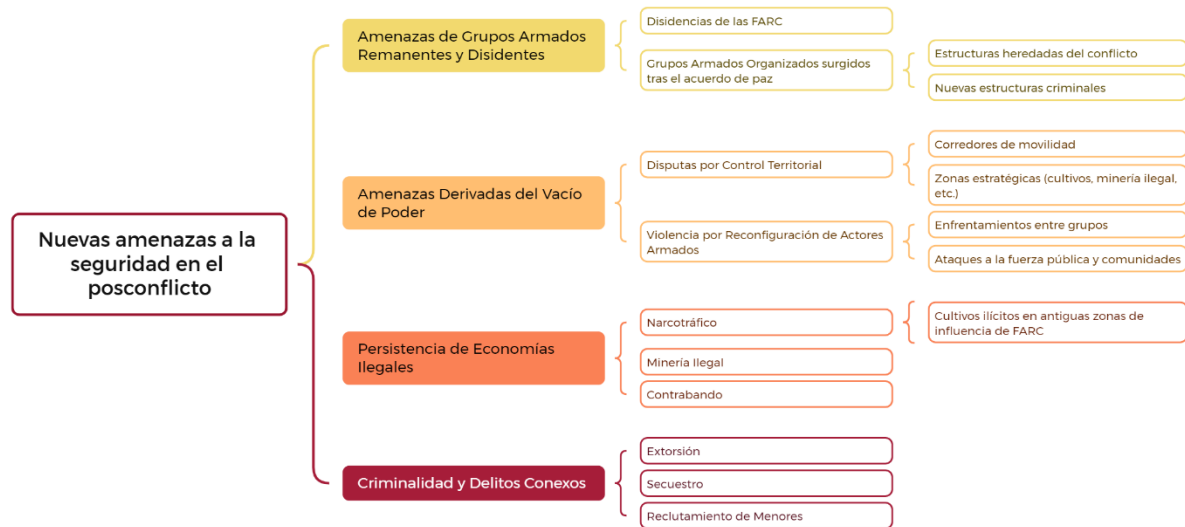 Nuevas amenazas a la
seguridad en el
posconflicto
Amenazas de Grupos Armados
Remanentes y Disidentes
Disidencias de las FARC
Grupos Armados Organizados surgidos
tras el acuerdo de paz
Estructuras heredadas del conflicto
Nuevas estructuras criminales
Amenazas Derivadas del Vacío
de Poder
Disputas por Control Territorial
Corredores de movilidad
Zonas estratégicas (cultivos, minería ilegal,
etc.)
Violencia por Reconfiguración de Actores
Armados
Enfrentamientos entre grupos
Ataques a la fuerza pública y comunidades
Persistencia de Economías
Ilegales
Narcotráfico
Cultivos ilícitos en antiguas zonas de
influencia de FARC
Minería Ilegal
Contrabando
Criminalidad y Delitos Conexos
Extorsión
Secuestro
Reclutamiento de Menores